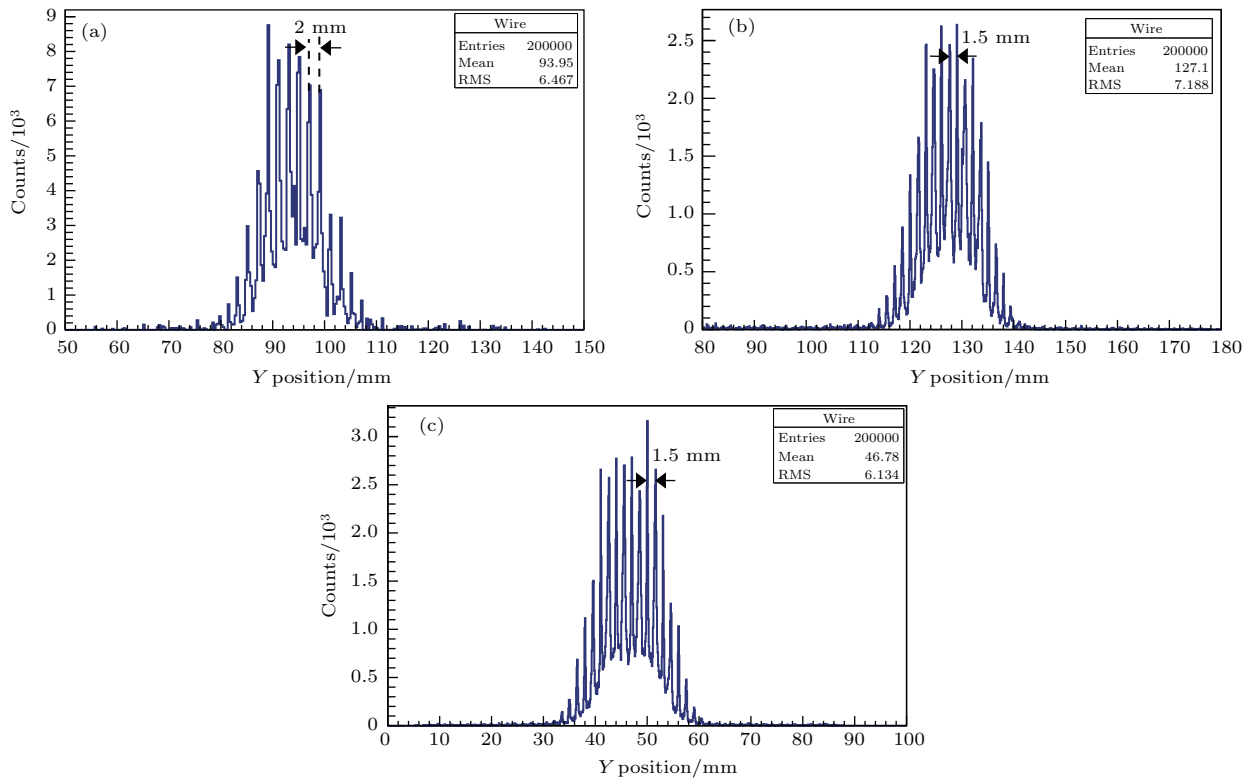 (a)
2 mm
Wire
Entries 200000
Mean 93.95
RMS 6.467
Counts/10³
9
8
7
6
5
4
3
2
1
0
50 60 70 80 90 100 110 120 130 140 150
Y position/mm
(b)
1.5 mm
Wire
Entries 200000
Mean 127.1
RMS 7.188
Counts/10³
2.5
2.0
1.5
1.0
0.5
0
80 90 100 110 120 130 140 150 160 170 180
Y position/mm
(c)
1.5 mm
Wire
Entries 200000
Mean 46.78
RMS 6.134
Counts/10³
3.0
2.5
2.0
1.5
1.0
0.5
0
0 10 20 30 40 50 60 70 80 90 100
Y position/mm